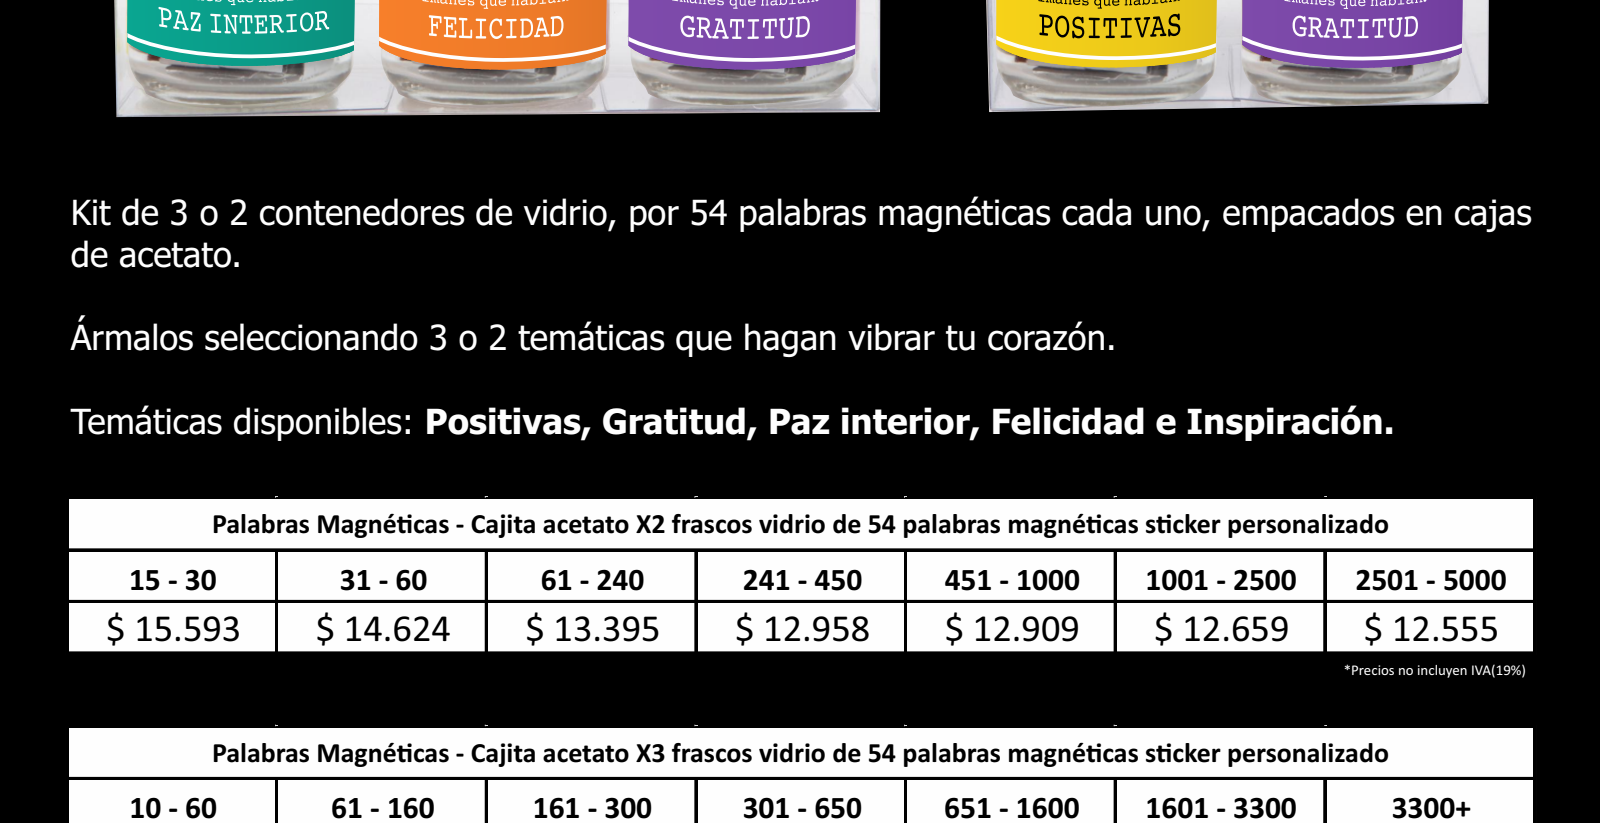 PAZ INTERIOR
FELICIDAD
GRATITUD
POSITIVAS
GRATITUD
Kit de 3 o 2 contenedores de vidrio, por 54 palabras magnéticas cada uno, empacados en cajas
de acetato.
Ármalos seleccionando 3 o 2 temáticas que hagan vibrar tu corazón.
Temáticas disponibles: Positivas, Gratitud, Paz interior, Felicidad e Inspiración.
Palabras Magnéticas - Cajita acetato X2 frascos vidrio de 54 palabras magnéticas sticker personalizado
15 - 30 31 - 60 61 - 240 241 - 450 451 - 1000 1001 - 2500 2501 - 5000
$ 15.593 $ 14.624 $ 13.395 $ 12.958 $ 12.909 $ 12.659 $ 12.555
*Precios no incluyen IVA(19%)
Palabras Magnéticas - Cajita acetato X3 frascos vidrio de 54 palabras magnéticas sticker personalizado
10 - 60 61 - 160 161 - 300 301 - 650 651 - 1600 1601 - 3300 3300+